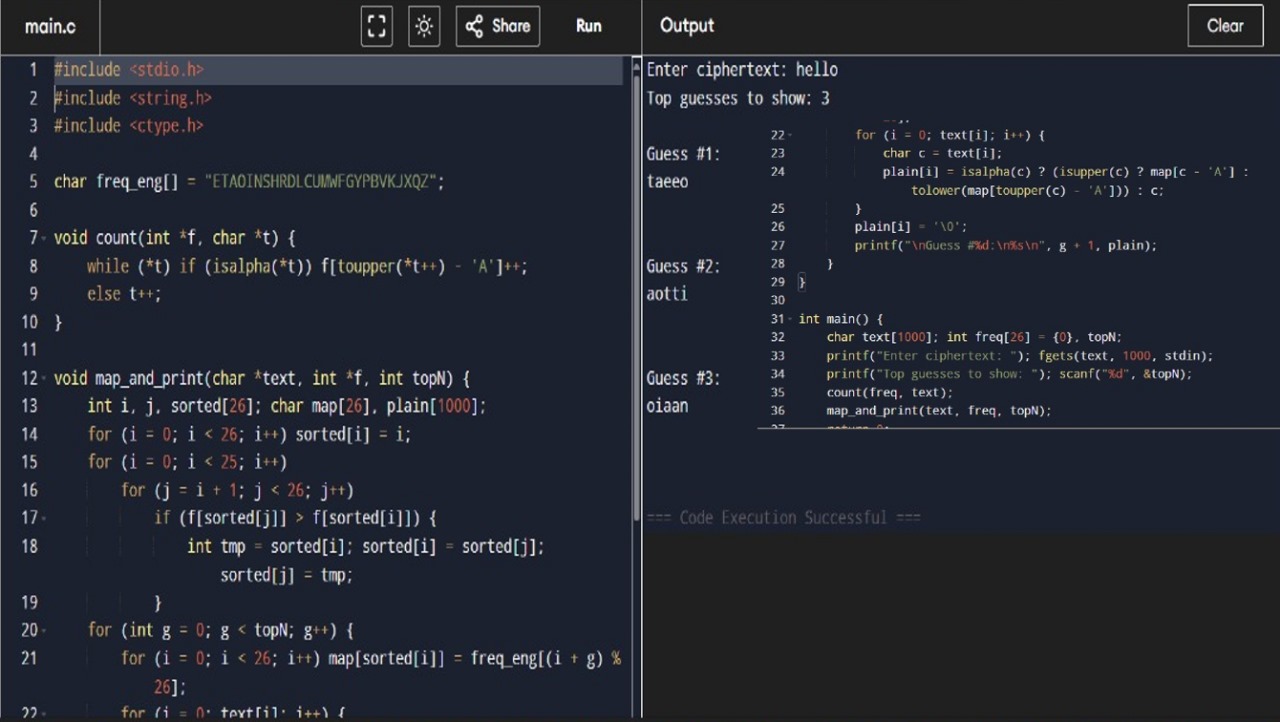 main.c
Share
Run
Output
Clear
1 #include <stdio.h>
2 #include <string.h>
3 #include <ctype.h>
4
5 char freq_eng[] = "ETAOINSHRDLCUMWFGYPBVKJXQZ";
6
7 void count(int *f, char *t) {
8 while (*t) if (isalpha(*t)) f[toupper(*t++) - 'A']++;
9 else t++;
10 }
11
12 void map_and_print(char *text, int *f, int topN) {
13 int i, j, sorted[26]; char map[26], plain[1000];
14 for (i = 0; i < 26; i++) sorted[i] = i;
15 for (i = 0; i < 25; i++)
16 for (j = i + 1; j < 26; j++)
17 if (f[sorted[j]] > f[sorted[i]]) {
18 int tmp = sorted[i]; sorted[i] = sorted[j];
sorted[j] = tmp;
19 }
20 for (int g = 0; g < topN; g++) {
21 for (i = 0; i < 26; i++) map[sorted[i]] = freq_eng[(i + g) %
26];
22 for (i = 0; text[i]; i++) {
Enter ciphertext: hello
Top guesses to show: 3
Guess #1:
taeeo
Guess #2:
aotti
Guess #3:
oiaan
26];
22 for (i = 0; text[i]; i++) {
23 char c = text[i];
24 plain[i] = isalpha(c) ? (isupper(c) ? map[c - 'A'] :
tolower(map[toupper(c) - 'A'])) : c;
25 }
26 plain[i] = '\0';
27 printf("\nGuess #%d:\n%s\n", g + 1, plain);
28 }
29 }
30
31 int main() {
32 char text[1000]; int freq[26] = {0}, topN;
33 printf("Enter ciphertext: "); fgets(text, 1000, stdin);
34 printf("Top guesses to show: "); scanf("%d", &topN);
35 count(freq, text);
36 map_and_print(text, freq, topN);
37 return 0;
=== Code Execution Successful ===